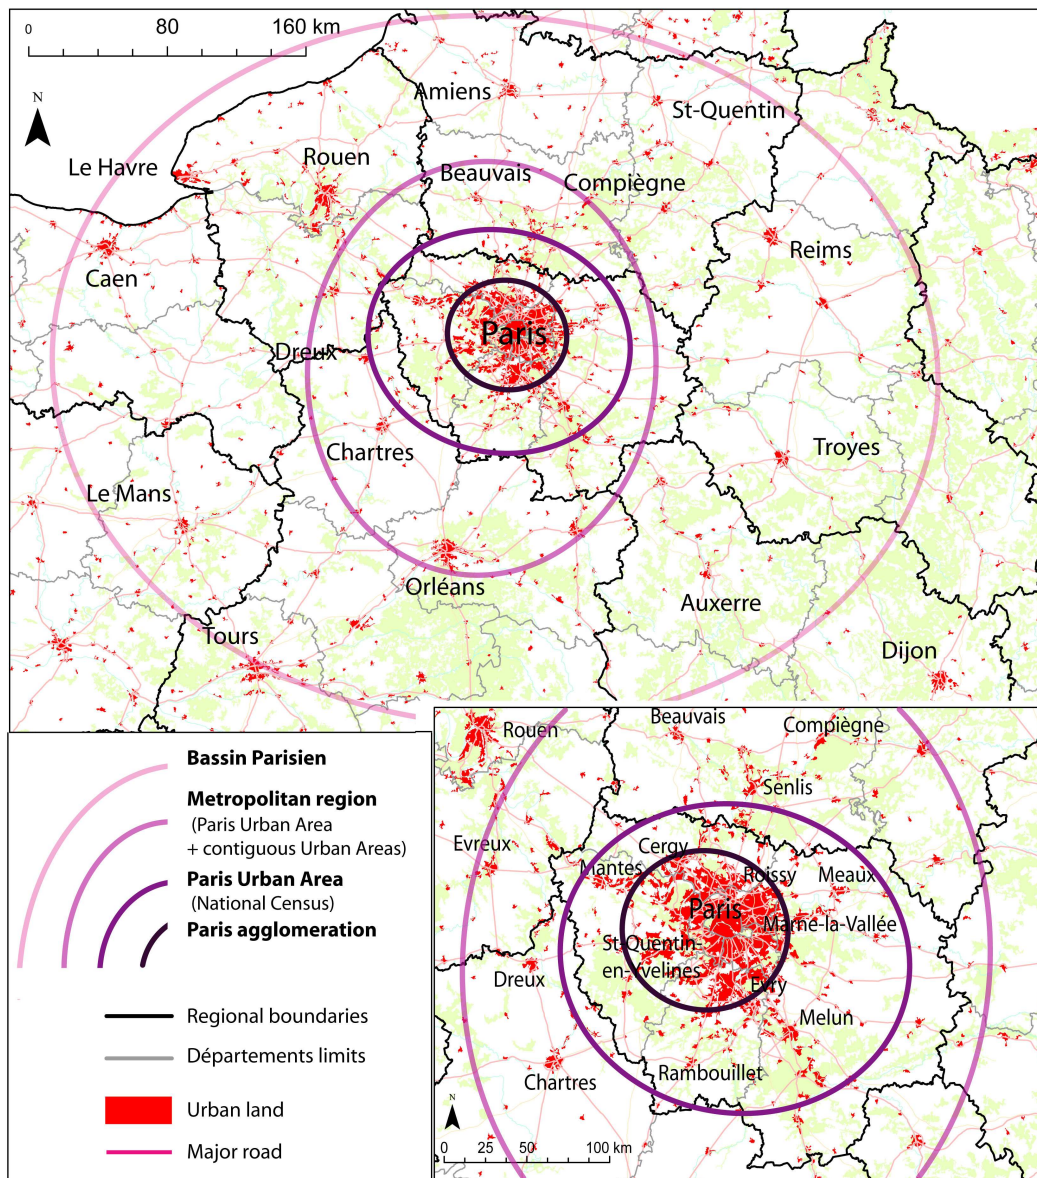 0 80 160 km
Amiens
St-Quentin
N
Le Havre
Rouen
Beauvais
Compiègne
Reims
Caen
Paris
Dreux
Chartres
Troyes
Le Mans
Orléans
Auxerre
Tours
Dijon
Bassin Parisien
Metropolitan region
(Paris Urban Area
+ contiguous Urban Areas)
Paris Urban Area
(National Census)
Paris agglomeration
Regional boundaries
Départements limits
Urban land
Major road
Beauvais
Compiègne
Rouen
Senlis
Evreux
Cergy
Mantes
Roissy
Meaux
Paris
Marne-la-Vallée
St-Quentin-
en-Yvelines
Dreux
Evry
Melun
Rambouillet
Chartres
N
0 25 50 100 km